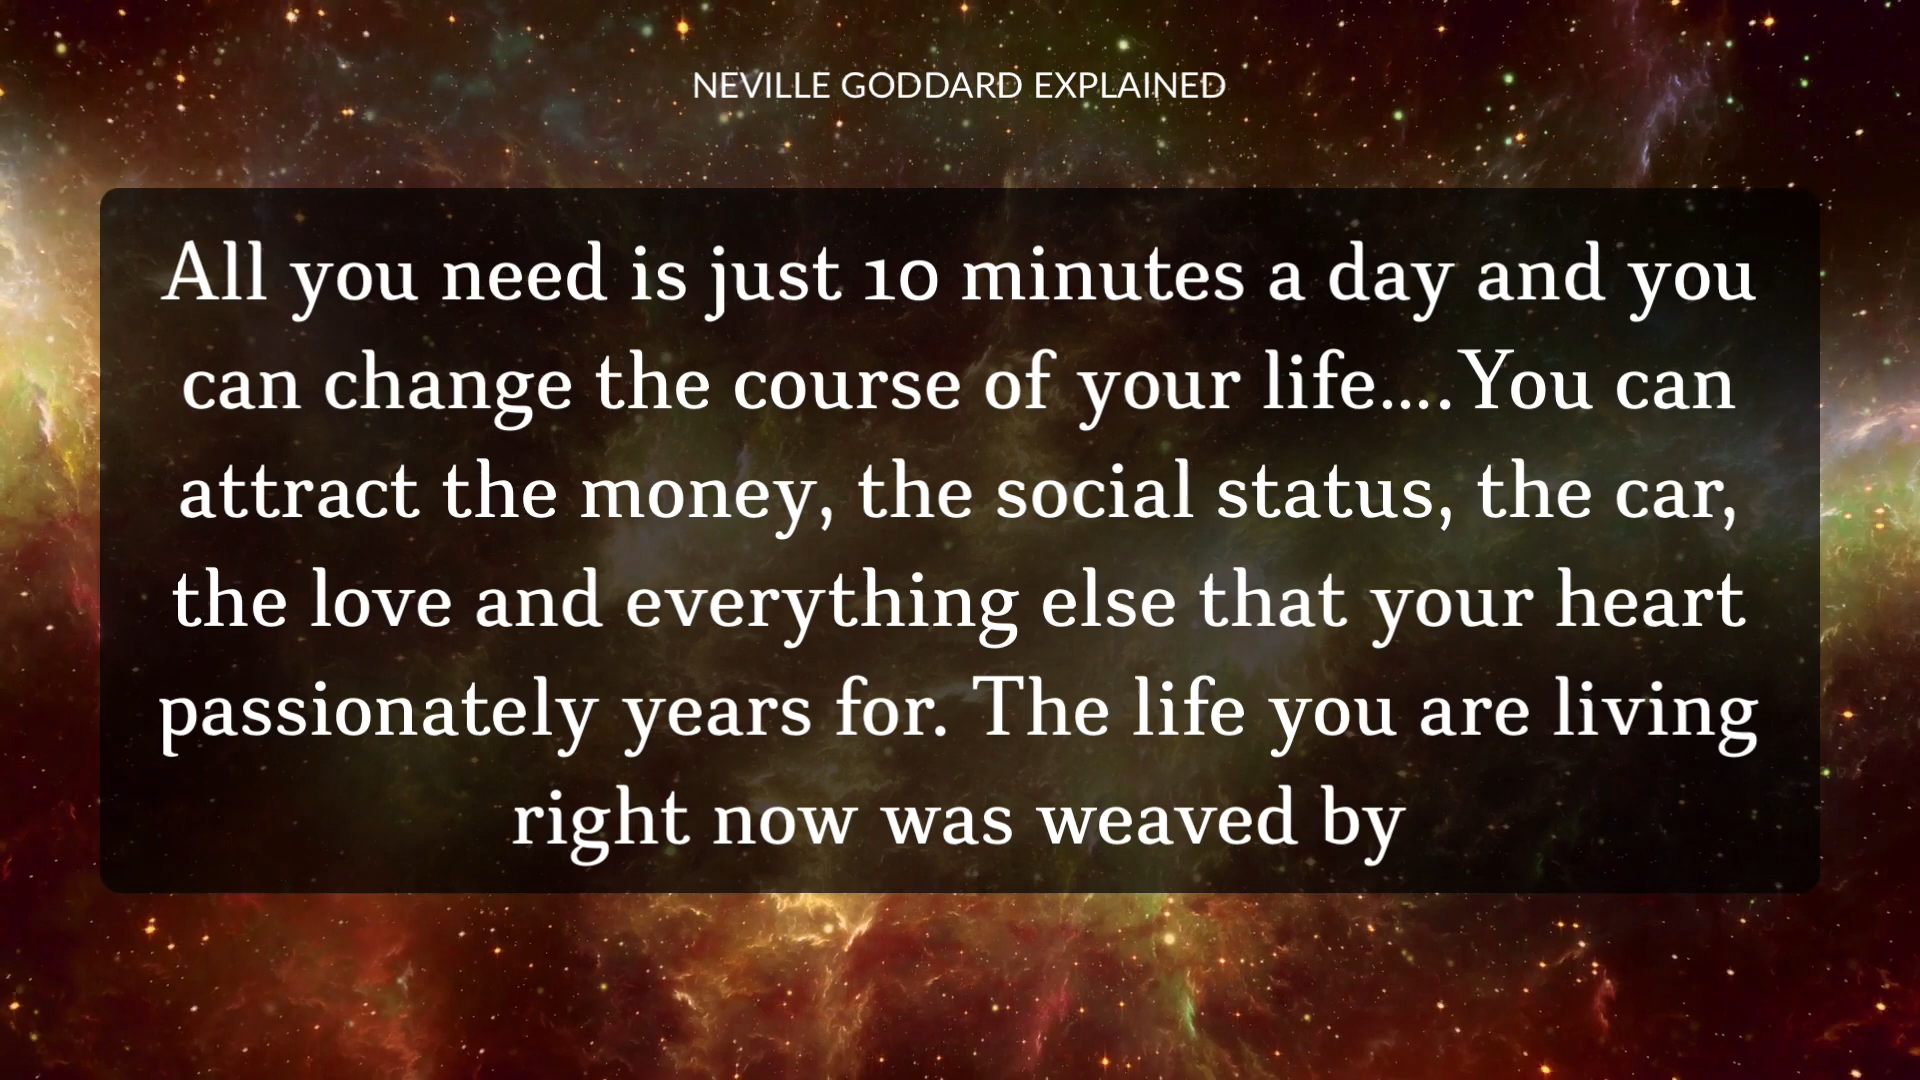 NEVILLE GODDARD EXPLAINED
All you need is just 10 minutes a day and you
can change the course of your life.... You can
attract the money, the social status, the car,
the love and everything else that your heart
passionately years for. The life you are living
right now was weaved by